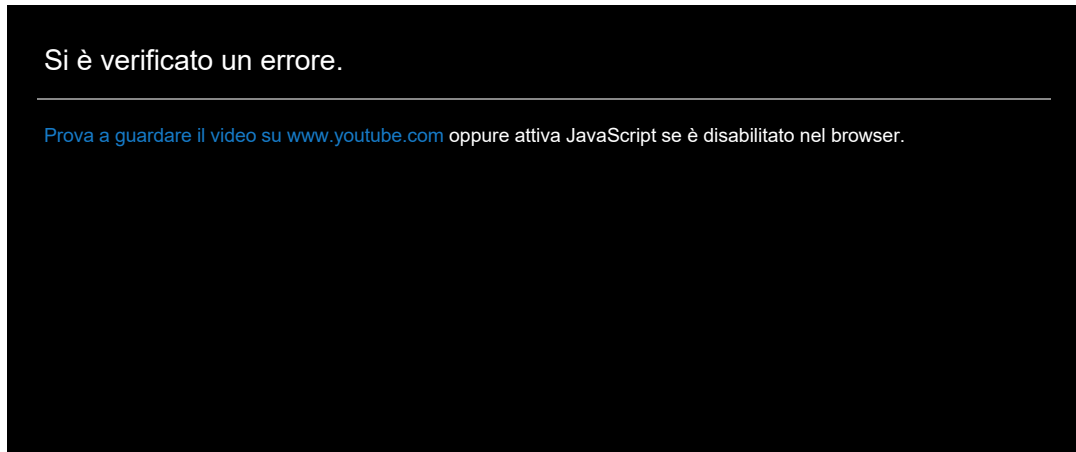 Si è verificato un errore.
Prova a guardare il video su www.youtube.com oppure attiva JavaScript se è disabilitato nel browser.